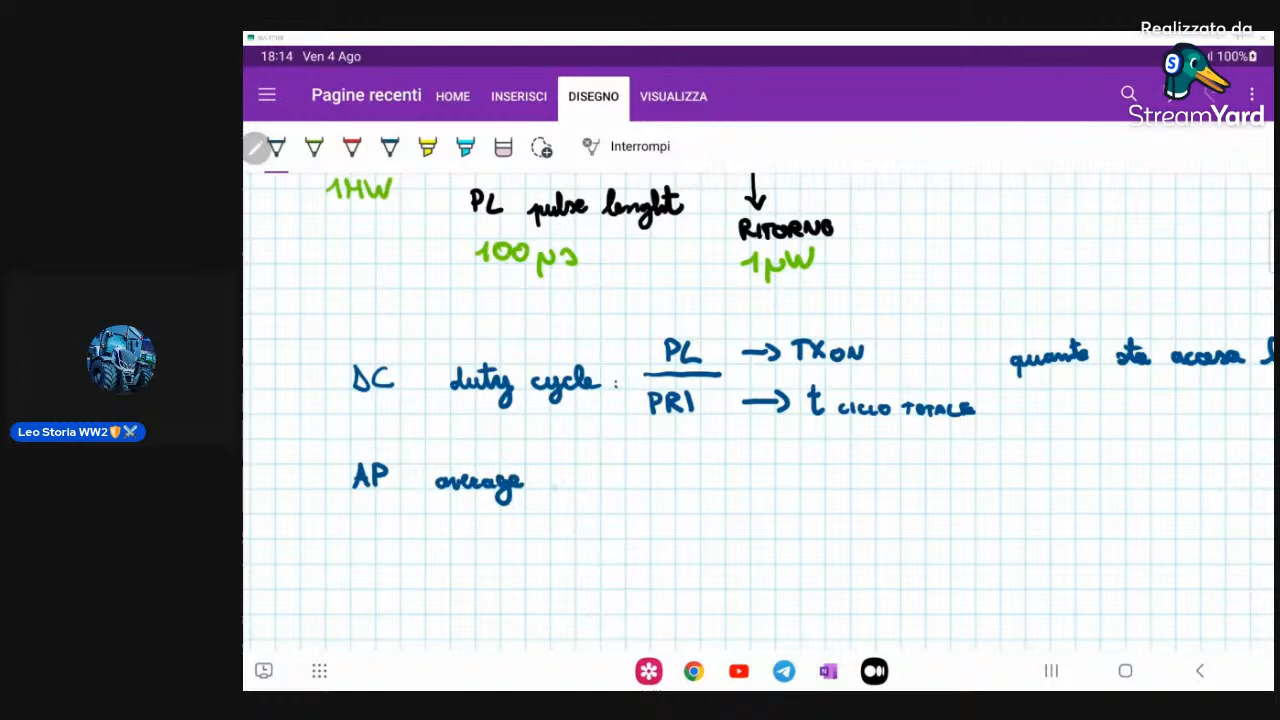 Realizzato da
StreamYard
18:14 Ven 4 Ago
100%
Pagine recenti HOME INSERISCI DISEGNO VISUALIZZA
Interrompi
1MW
PL pulse lenght
RITORNO
100 μs
1μW
DC duty cycle : PL → TX ON quanto sta accesa
PRI → t CICLO TOTALE
AP average
Leo Storia WW2